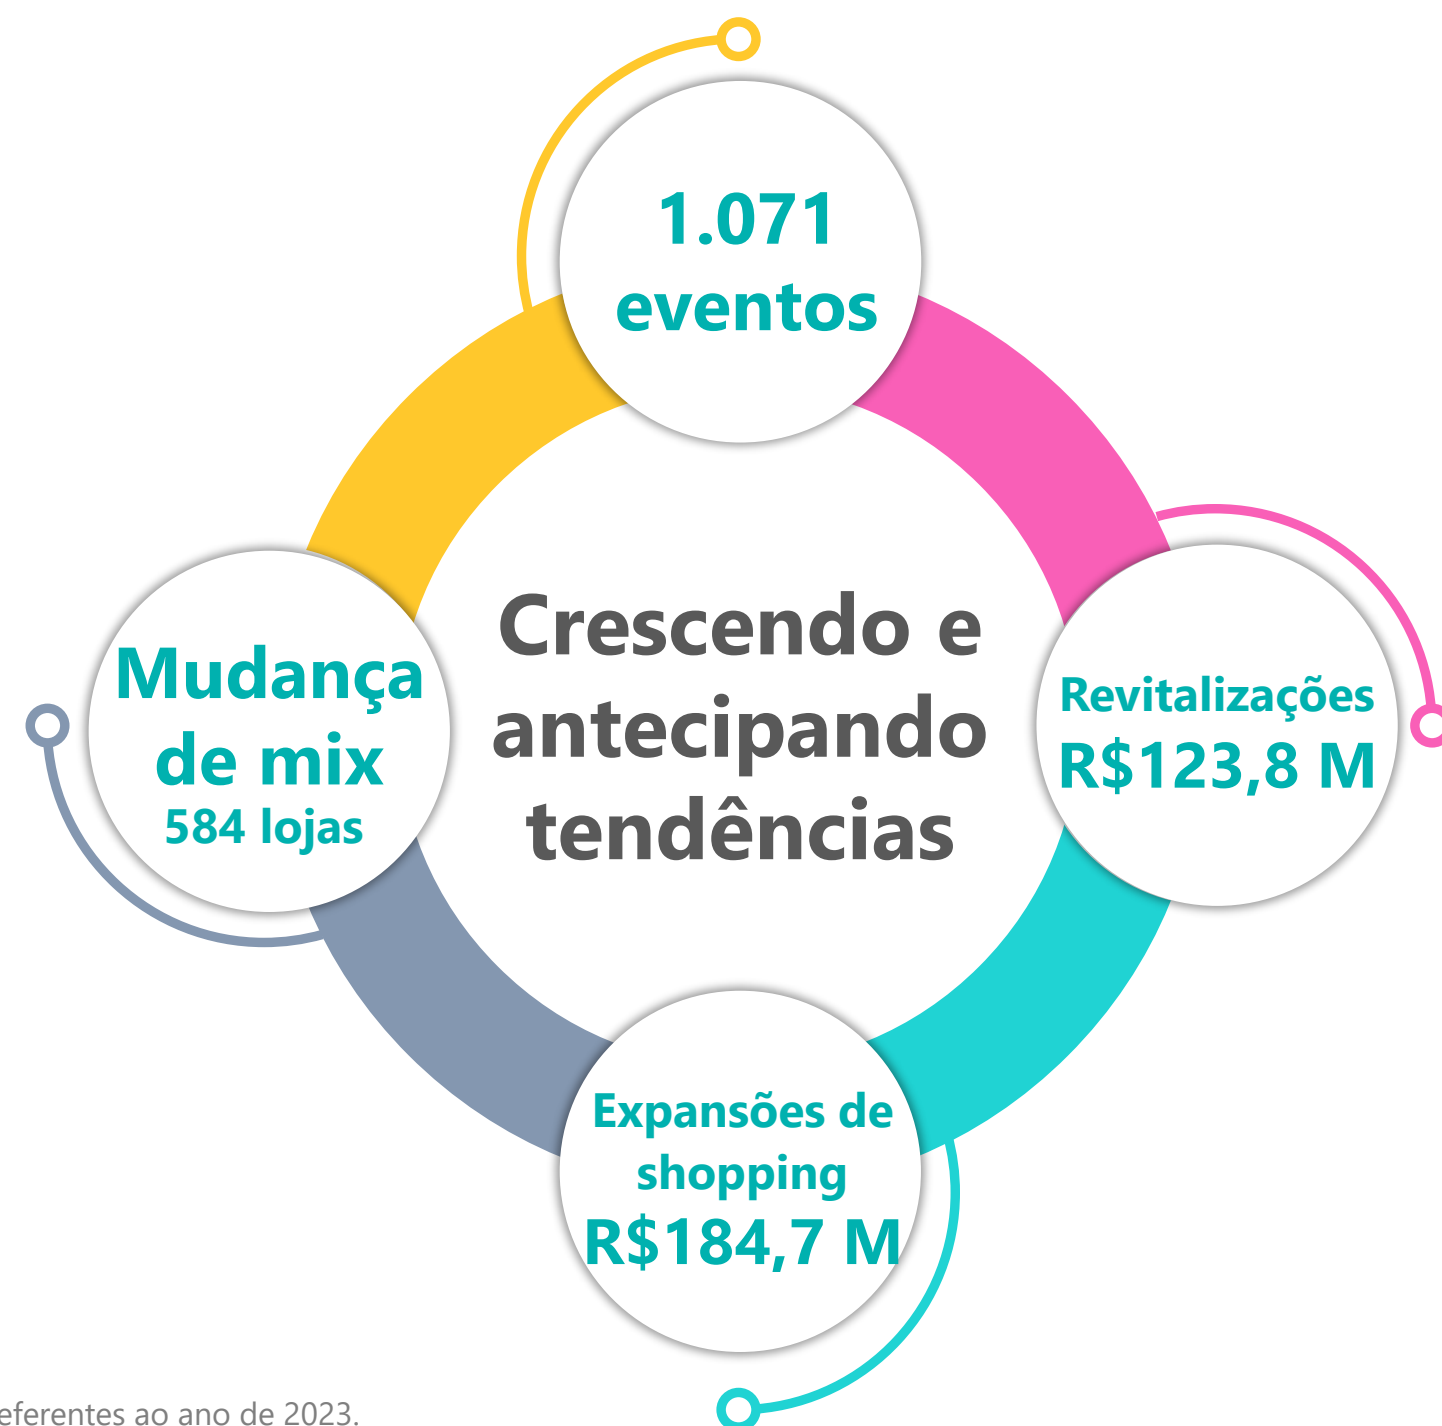 1.071
eventos
Crescendo e
antecipando
tendências
Mudança
de mix
584 lojas
Revitalizações
R$123,8 M
Expansões de
shopping
R$184,7 M
eferentes ao ano de 2023.